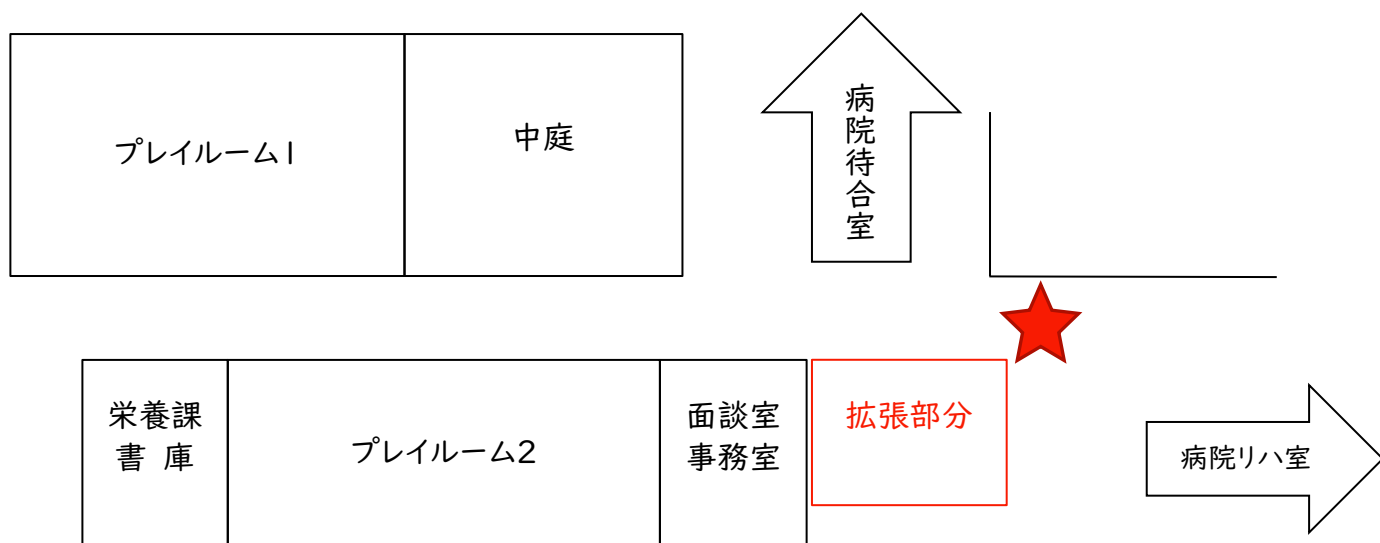 プレイルーム1
中庭
病院待合室
栄養課
書 庫
プレイルーム2
面談室
事務室
拡張部分
病院リハ室